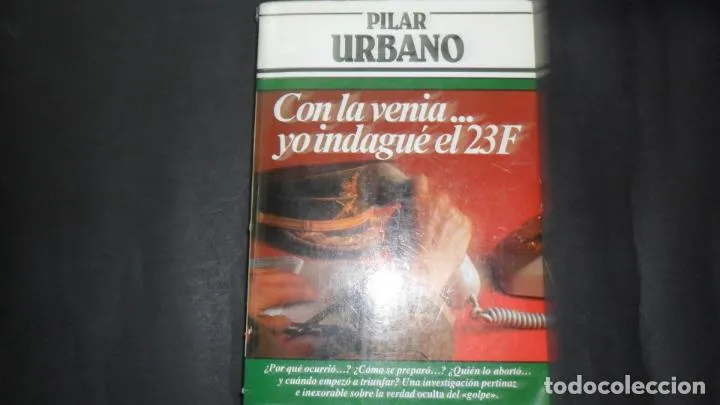 PILAR
URBANO
Con la venia...
yo indagué el 23F
¿Por qué ocurrió...? ¿Cómo se preparó...? ¿Quién lo abortó...
y cuándo empezó a triunfar? Una investigación pertinaz
e inexorable sobre la verdad oculta del «golpe».
todocoleccion